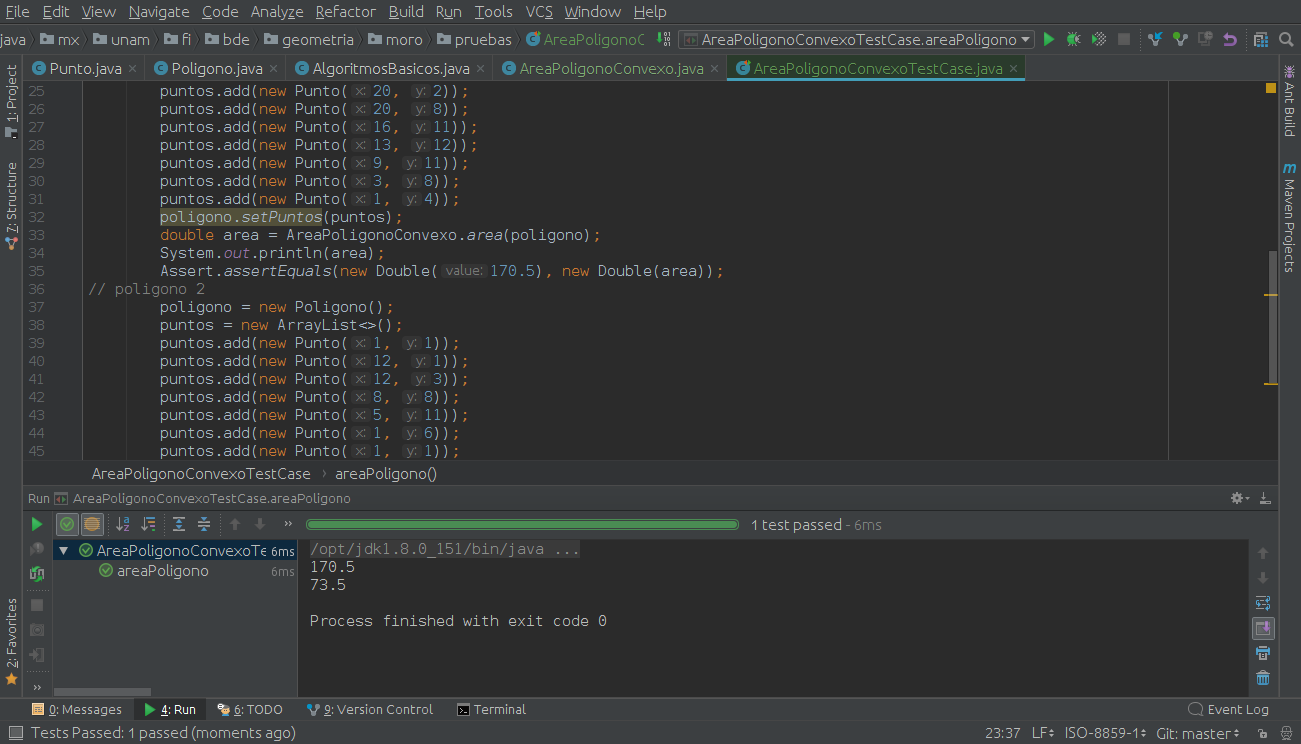 File Edit View Navigate Code Analyze Refactor Build Run Tools VCS Window Help
java mx unam fi bde geometria moro pruebas AreaPoligonoC AreaPoligonoConvexoTestCase.areaPoligono
Punto.java Poligono.java AlgoritmosBasicos.java AreaPoligonoConvexo.java AreaPoligonoConvexoTestCase.java
1: Project
7: Structure
2: Favorites
Ant Build
m Maven Projects
25 puntos.add(new Punto( x: 20, y: 2));
26 puntos.add(new Punto( x: 20, y: 8));
27 puntos.add(new Punto( x: 16, y: 11));
28 puntos.add(new Punto( x: 13, y: 12));
29 puntos.add(new Punto( x: 9, y: 11));
30 puntos.add(new Punto( x: 3, y: 8));
31 puntos.add(new Punto( x: 1, y: 4));
32 poligono.setPuntos(puntos);
33 double area = AreaPoligonoConvexo.area(poligono);
34 System.out.println(area);
35 Assert.assertEquals(new Double( value: 170.5), new Double(area));
36 // poligono 2
37 poligono = new Poligono();
38 puntos = new ArrayList<>();
39 puntos.add(new Punto( x: 1, y: 1));
40 puntos.add(new Punto( x: 12, y: 1));
41 puntos.add(new Punto( x: 12, y: 3));
42 puntos.add(new Punto( x: 8, y: 8));
43 puntos.add(new Punto( x: 5, y: 11));
44 puntos.add(new Punto( x: 1, y: 6));
45 puntos.add(new Punto( x: 1, y: 1));
AreaPoligonoConvexoTestCase › areaPoligono()
Run AreaPoligonoConvexoTestCase.areaPoligono
» 1 test passed - 6ms
AreaPoligonoConvexoTe 6ms
areaPoligono 6ms
/opt/jdk1.8.0_151/bin/java ...
170.5
73.5
Process finished with exit code 0
»
0: Messages 4: Run 6: TODO 9: Version Control Terminal Event Log
Tests Passed: 1 passed (moments ago) 23:37 LF ISO-8859-1 Git: master